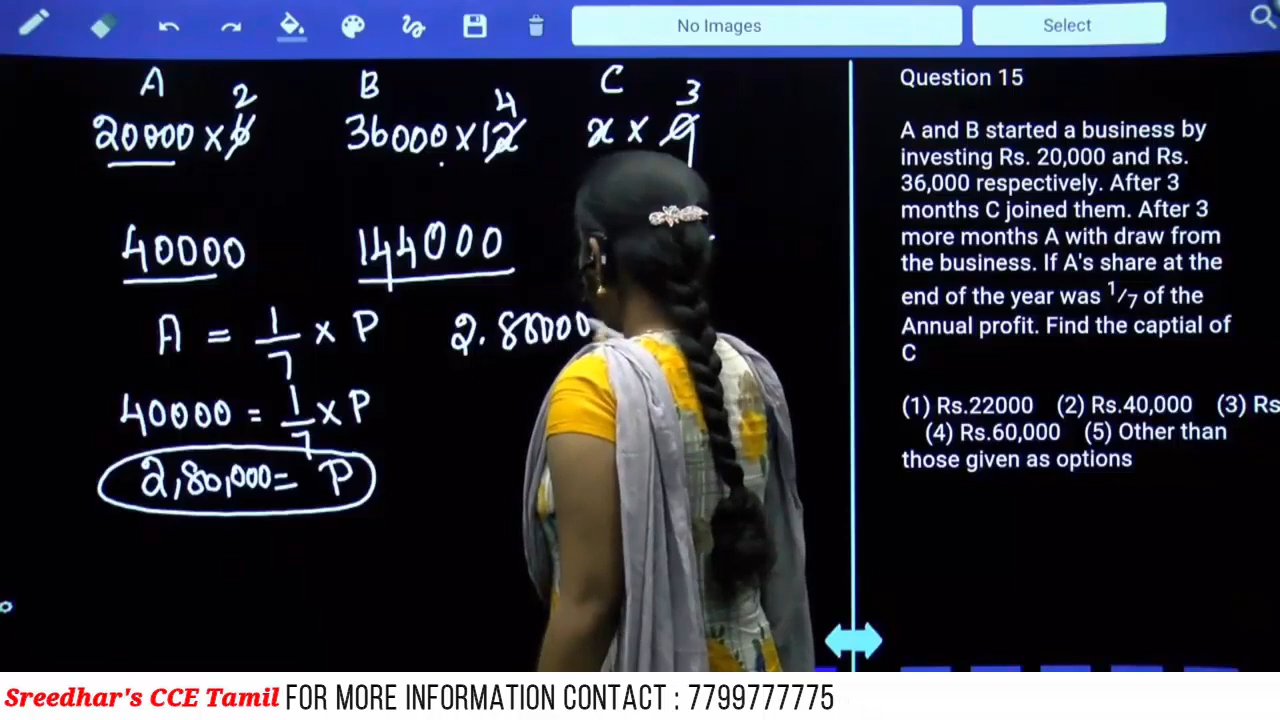 No Images
Select
A
B
C
20000 × 6 2
36000 × 12 4
x × 9 3
40000
144000
A = 1/7 × P
2.88000
40000 = 1/7 × P
2,80,000 = P
Question 15
A and B started a business by
investing Rs. 20,000 and Rs.
36,000 respectively. After 3
months C joined them. After 3
more months A with draw from
the business. If A's share at the
end of the year was 1/7 of the
Annual profit. Find the captial of
C
(1) Rs.22000 (2) Rs.40,000 (3) Rs
(4) Rs.60,000 (5) Other than
those given as options
Sreedhar's CCE Tamil FOR MORE INFORMATION CONTACT : 7799777775